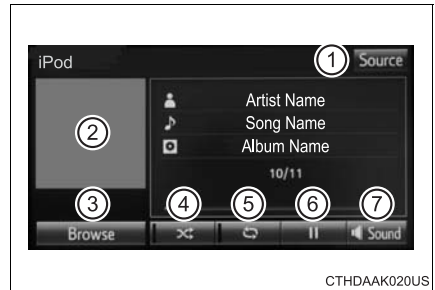 iPod
1
Source
2
Artist Name
Song Name
Album Name
10/11
3
4
5
6
7
Browse
Sound
CTHDAAK020US